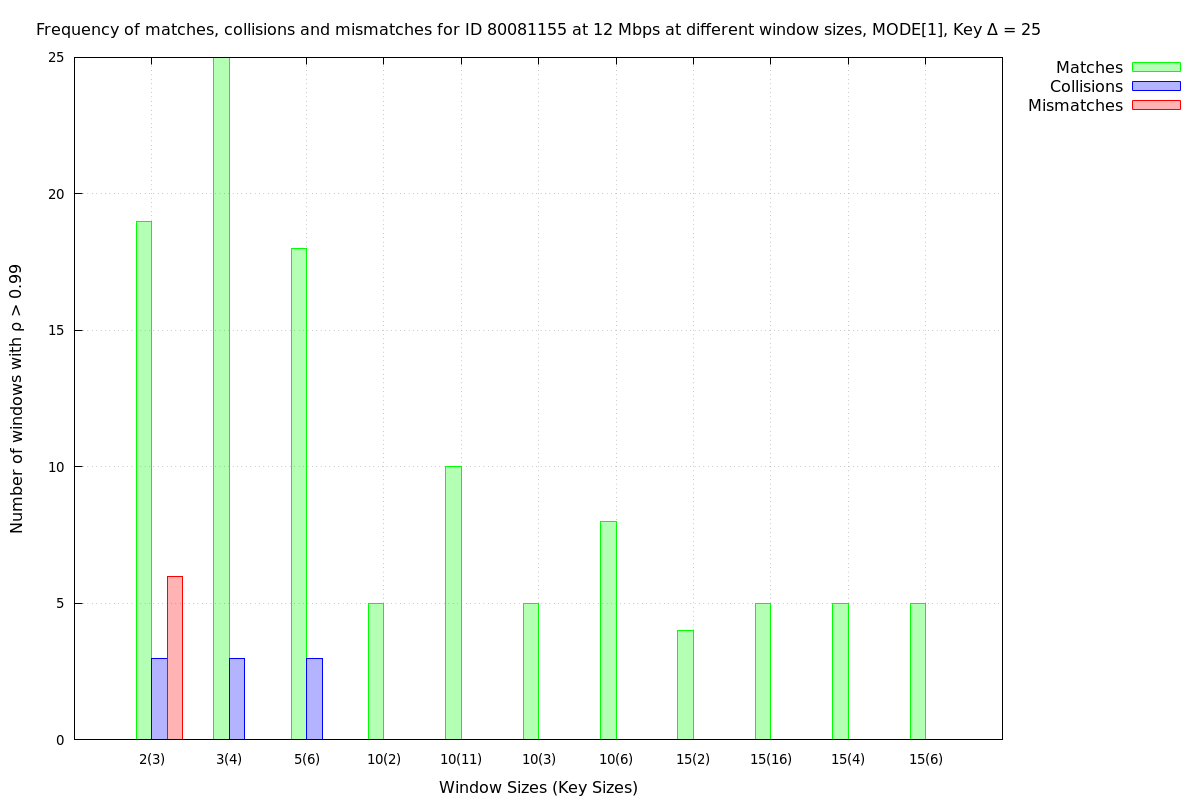 Frequency of matches, collisions and mismatches for ID 80081155 at 12 Mbps at different window sizes, MODE[1], Key Δ = 25
Matches
Collisions
Mismatches
Number of windows with ρ > 0.99
25
20
15
10
5
0
2(3) 3(4) 5(6) 10(2) 10(11) 10(3) 10(6) 15(2) 15(16) 15(4) 15(6)
Window Sizes (Key Sizes)